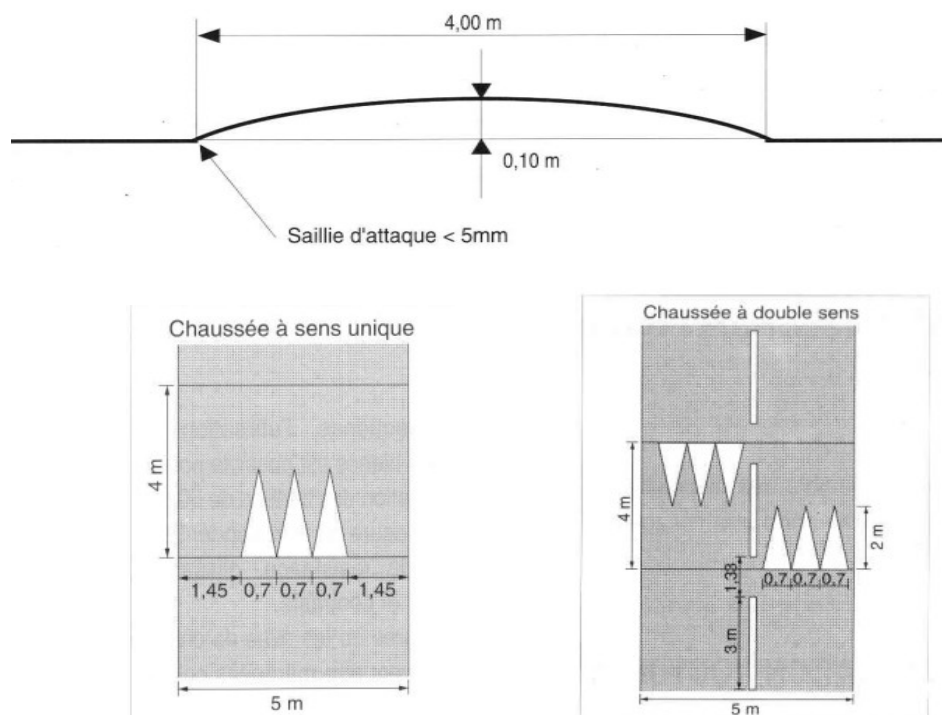 4,00 m
0,10 m
Saillie d'attaque < 5mm
Chaussée à sens unique
4 m
1,45 0,7 0,7 0,7 1,45
5 m
Chaussée à double sens
4 m
2 m
1,33
0,7 0,7 0,7
3 m
5 m